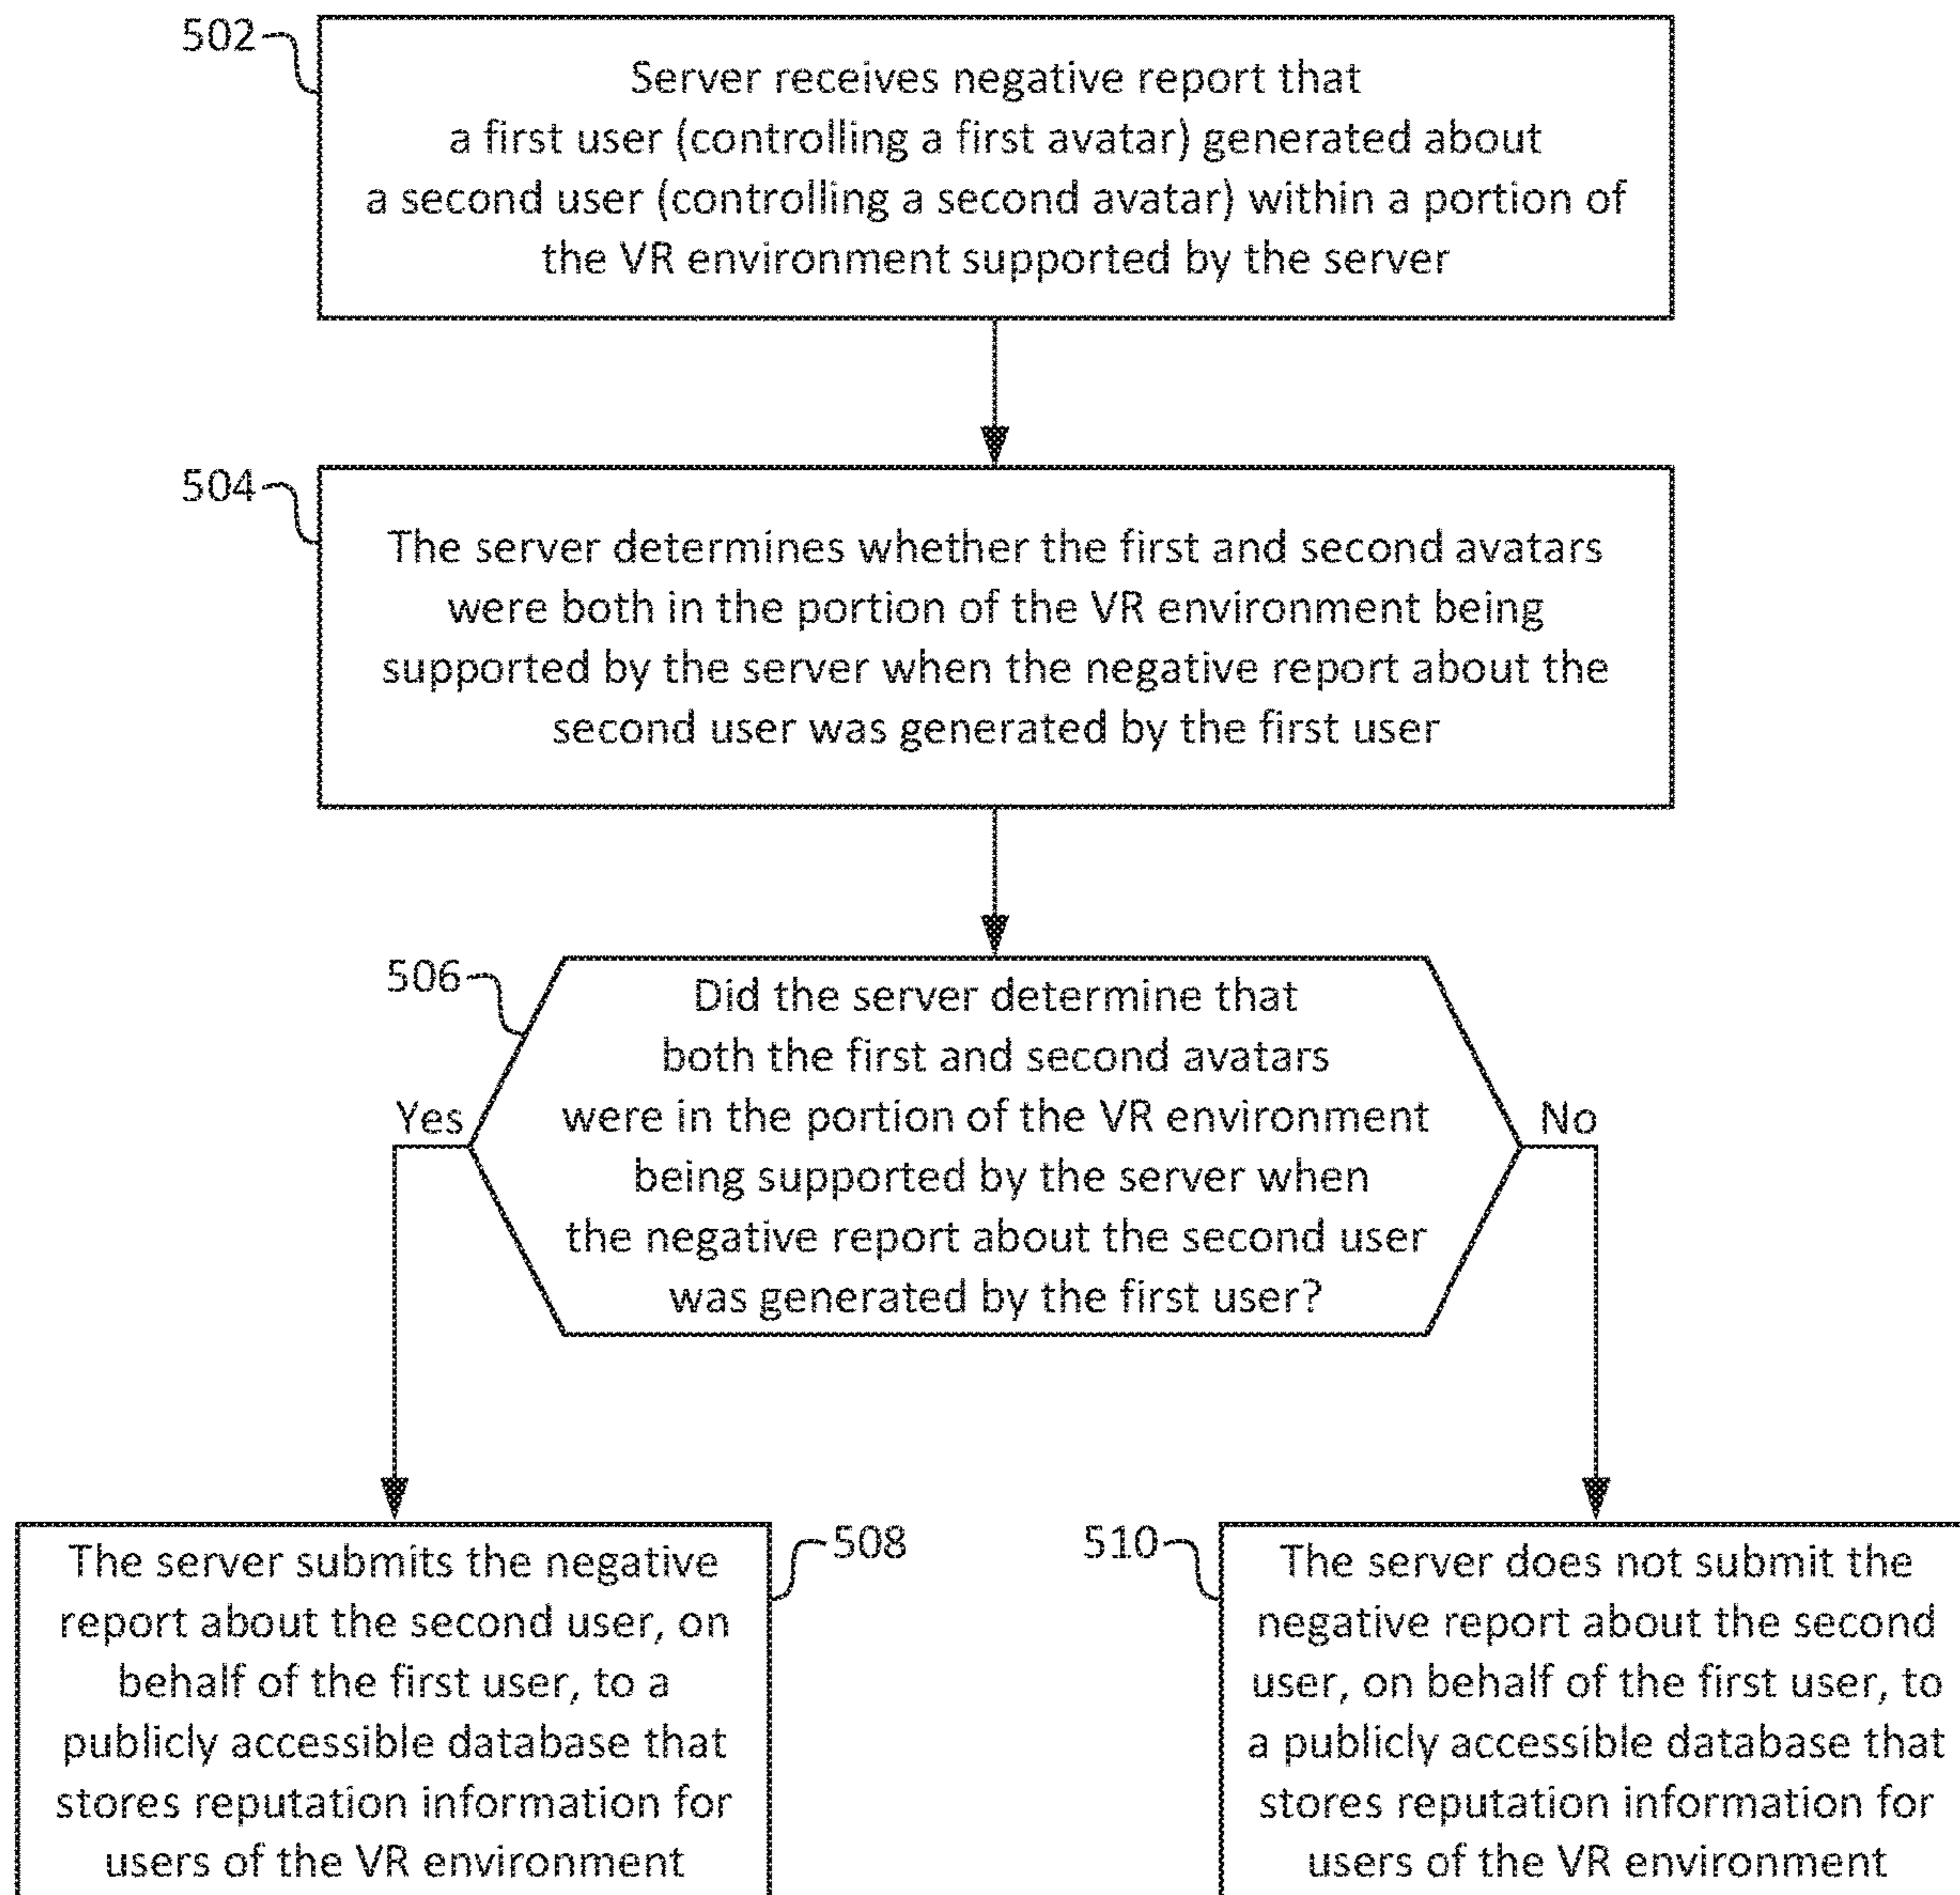 502
Server receives negative report that
a first user (controlling a first avatar) generated about
a second user (controlling a second avatar) within a portion of
the VR environment supported by the server
504
The server determines whether the first and second avatars
were both in the portion of the VR environment being
supported by the server when the negative report about the
second user was generated by the first user
506
Did the server determine that
both the first and second avatars
were in the portion of the VR environment
being supported by the server when
the negative report about the second user
was generated by the first user?
Yes
No
The server submits the negative
report about the second user, on
behalf of the first user, to a
publicly accessible database that
stores reputation information for
users of the VR environment
508
510
The server does not submit the
negative report about the second
user, on behalf of the first user, to
a publicly accessible database that
stores reputation information for
users of the VR environment